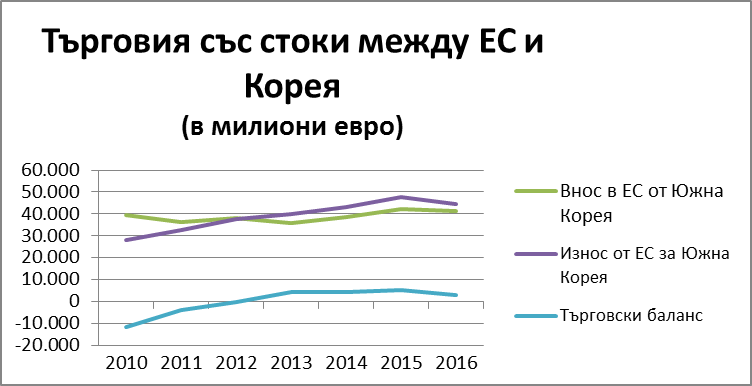 Търговия със стоки между ЕС и
Корея
(в милиони евро)
60.000
50.000
40.000
30.000
20.000
10.000
0
-10.000
-20.000
2010 2011 2012 2013 2014 2015 2016
Внос в ЕС от Южна
Корея
Износ от ЕС за Южна
Корея
Търговски баланс